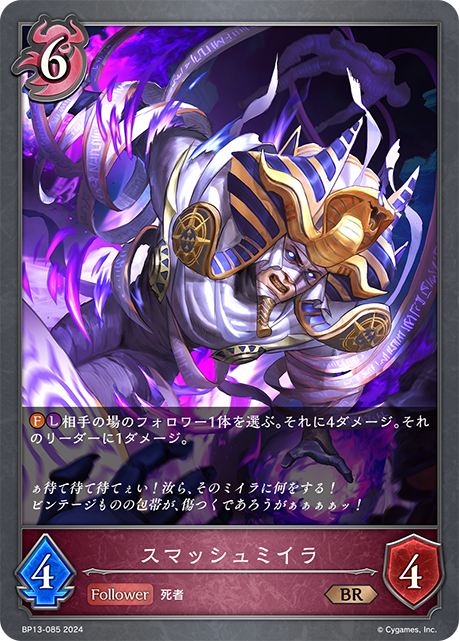 6
F L 相手の場のフォロワー1体を選ぶ。それに4ダメージ。それ
のリーダーに1ダメージ。
ぁ待て待て待てぇい！汝ら、そのミイラに何をする！
ビンテージものの包帯が、傷つくであろうがぁぁぁぁッ！
スマッシュミイラ
4
Follower 死者
BR
4
BP13-085 2024
© Cygames, Inc.